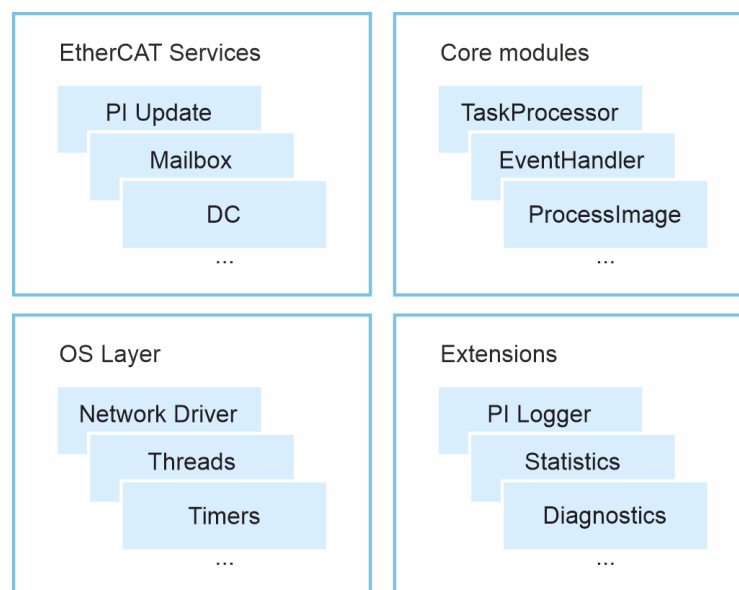 EtherCAT Services
PI Update
Mailbox
DC
...
Core modules
TaskProcessor
EventHandler
ProcessImage
...
OS Layer
Network Driver
Threads
Timers
...
Extensions
PI Logger
Statistics
Diagnostics
...